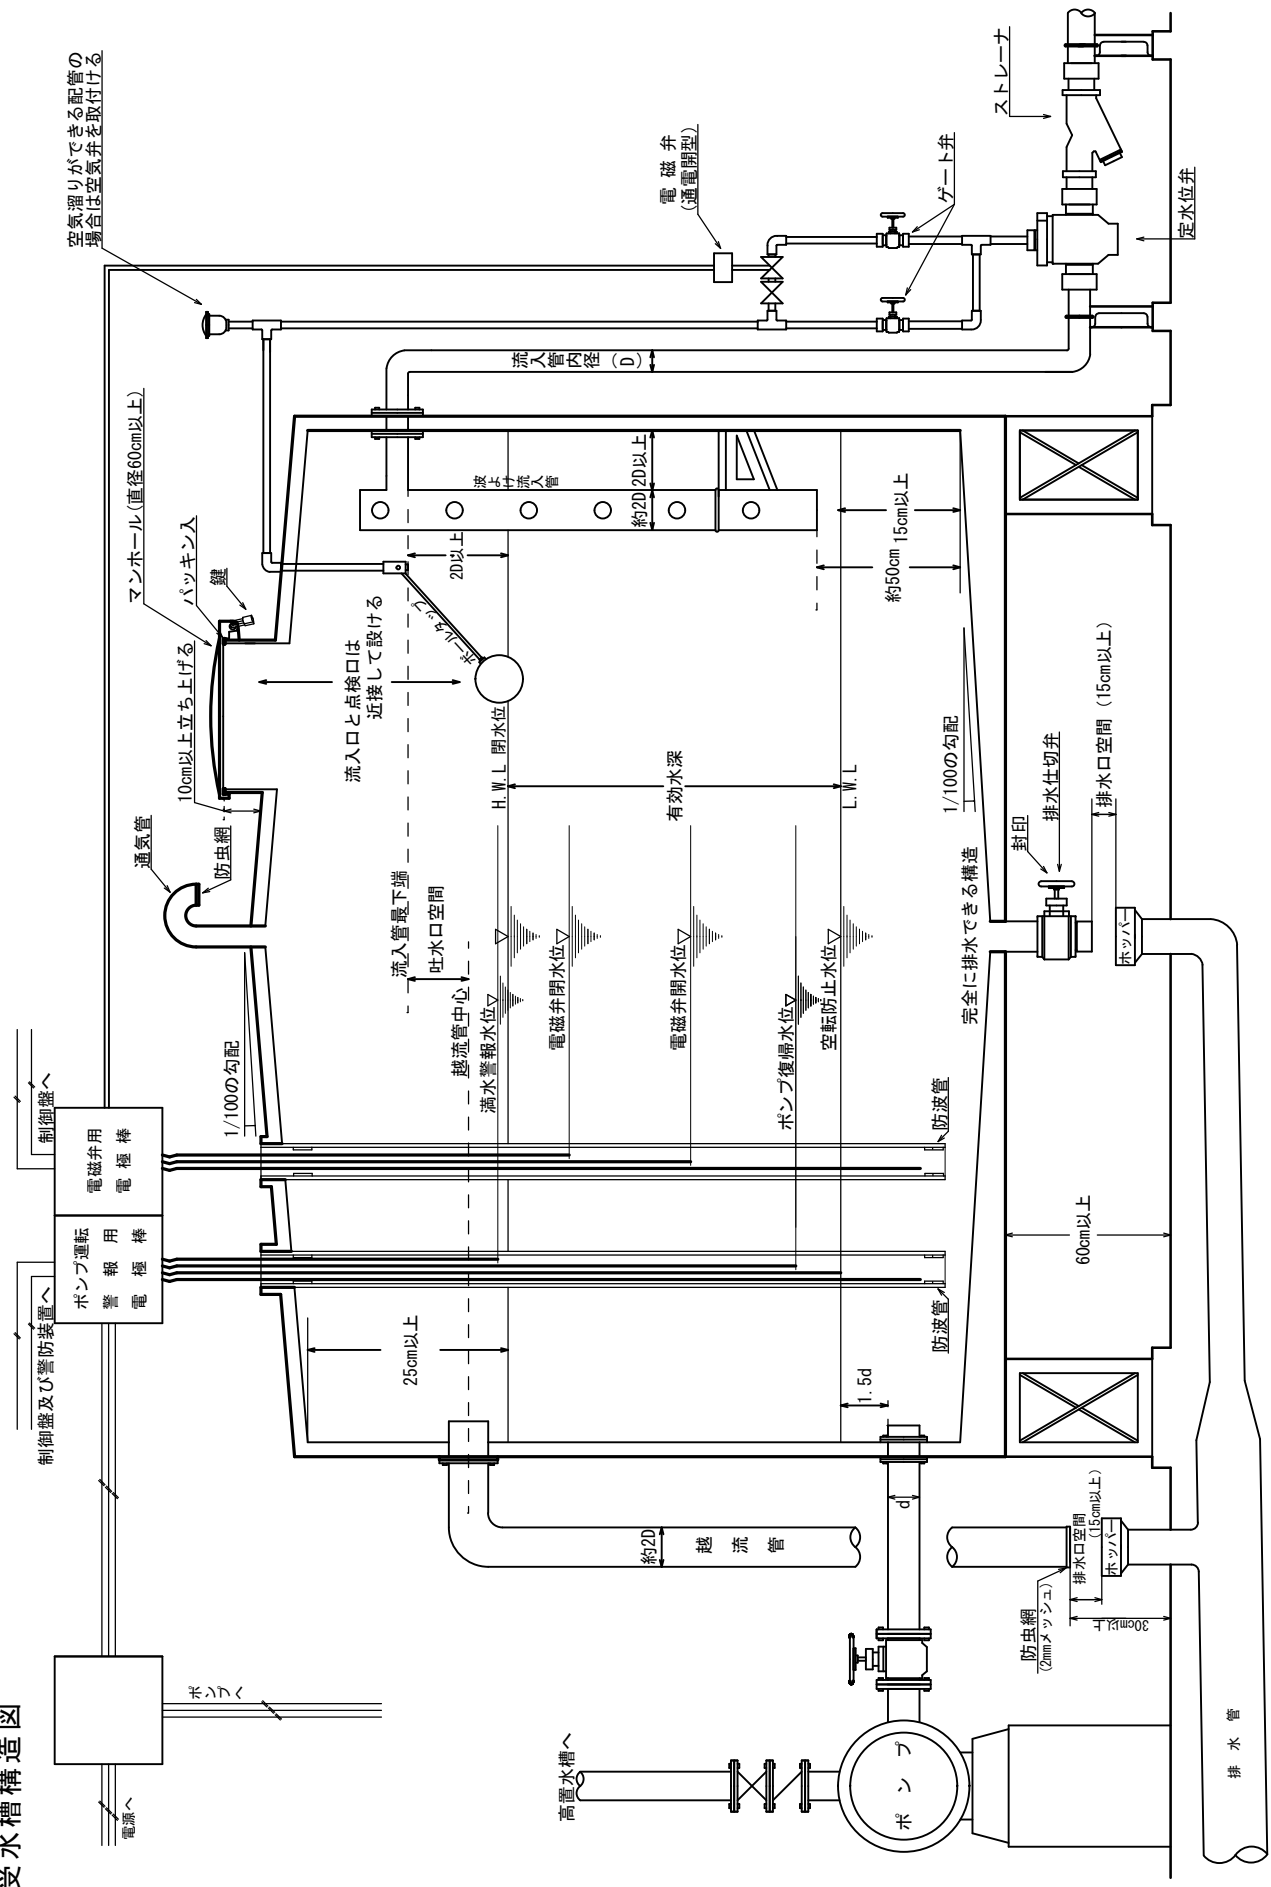 受水槽構造図
電源へ
ポンプへ
制御盤及び警防装置へ
制御盤へ
ポンプ運転
警報用
電極棒
電磁弁用
電極棒
1/100の勾配
通気管
防虫網
10cm以上立ち上げる
マンホール(直径60cm以上)
パッキン入
鍵
空気溜りができる配管の
場合は空気弁を取付ける
電磁弁
(通電開型)
ゲート弁
ストレーナ
定水位弁
流入管内径(D)
波よけ流入管
2D以上
約2D
2D以上
15cm以上
約50cm
流入口と点検口は
近接して設ける
ボールタップ
流入管最下端
吐水口空間
越流管中心
H.W.L 閉水位
満水警報水位
電磁弁閉水位
有効水深
電磁弁開水位
ポンプ復帰水位
空転防止水位
L.W.L
25cm以上
防波管
防波管
1.5d
d
1/100の勾配
完全に排水できる構造
封印
排水仕切弁
排水口空間(15cm以上)
ホッパー
60cm以上
約2D
越流管
防虫網
(2mmメッシュ)
排水口空間
(15cm以上)
ホッパー
30cm以上
高置水槽へ
ポンプ
排水管